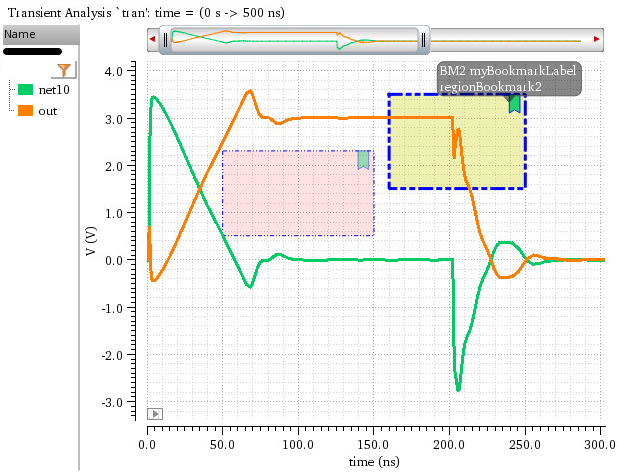 Transient Analysis `tran': time = (0 s -> 500 ns)
Name
net10
out
BM2 myBookmarkLabel
regionBookmark2
V (V)
4.0
3.0
2.0
1.0
0.0
-1.0
-2.0
-3.0
0.0 50.0 100.0 150.0 200.0 250.0 300.0
time (ns)